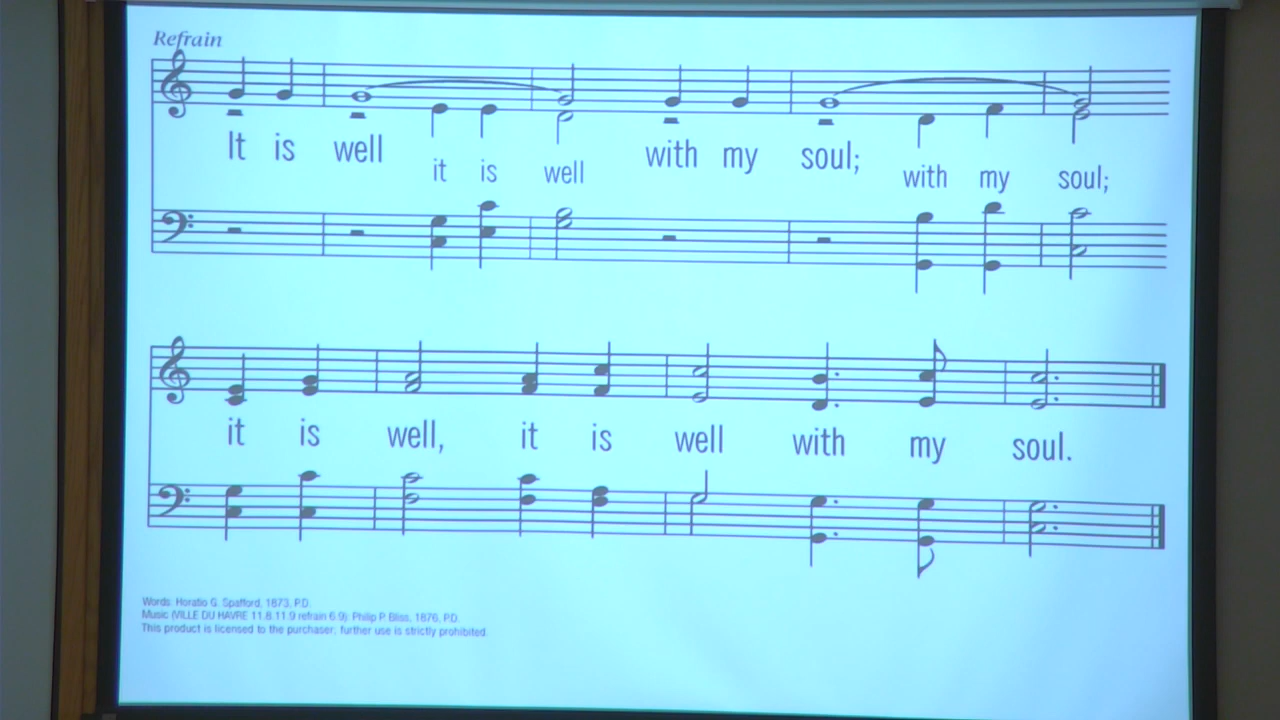 Refrain
It is well with my soul;
it is well with my soul;
it is well, it is well with my soul.
Words: Horatio G. Spafford, 1873, P.D.
Music: (VILLE DU HAVRE 11.8.11.9 refrain 6.9): Philip P. Bliss, 1876, P.D.
This product is licensed to the purchaser, further use is strictly prohibited.